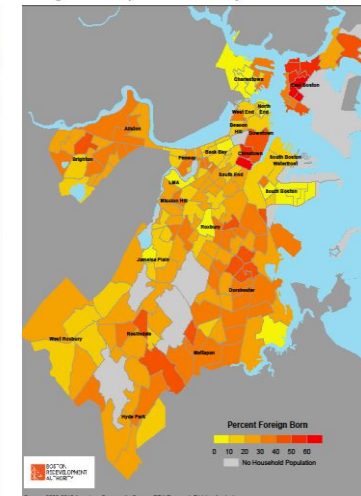 Charlestown
East Boston
West End
North End
Beacon Hill
Downtown
Allston
Brighton
Back Bay
Chinatown
Fenway
South Boston Waterfront
South End
LMA
South Boston
Mission Hill
Roxbury
Jamaica Plain
Dorchester
West Roxbury
Roslindale
Mattapan
Hyde Park
Percent Foreign Born
0 10 20 30 40 50 60
No Household Population
BOSTON
REDEVELOPMENT
AUTHORITY